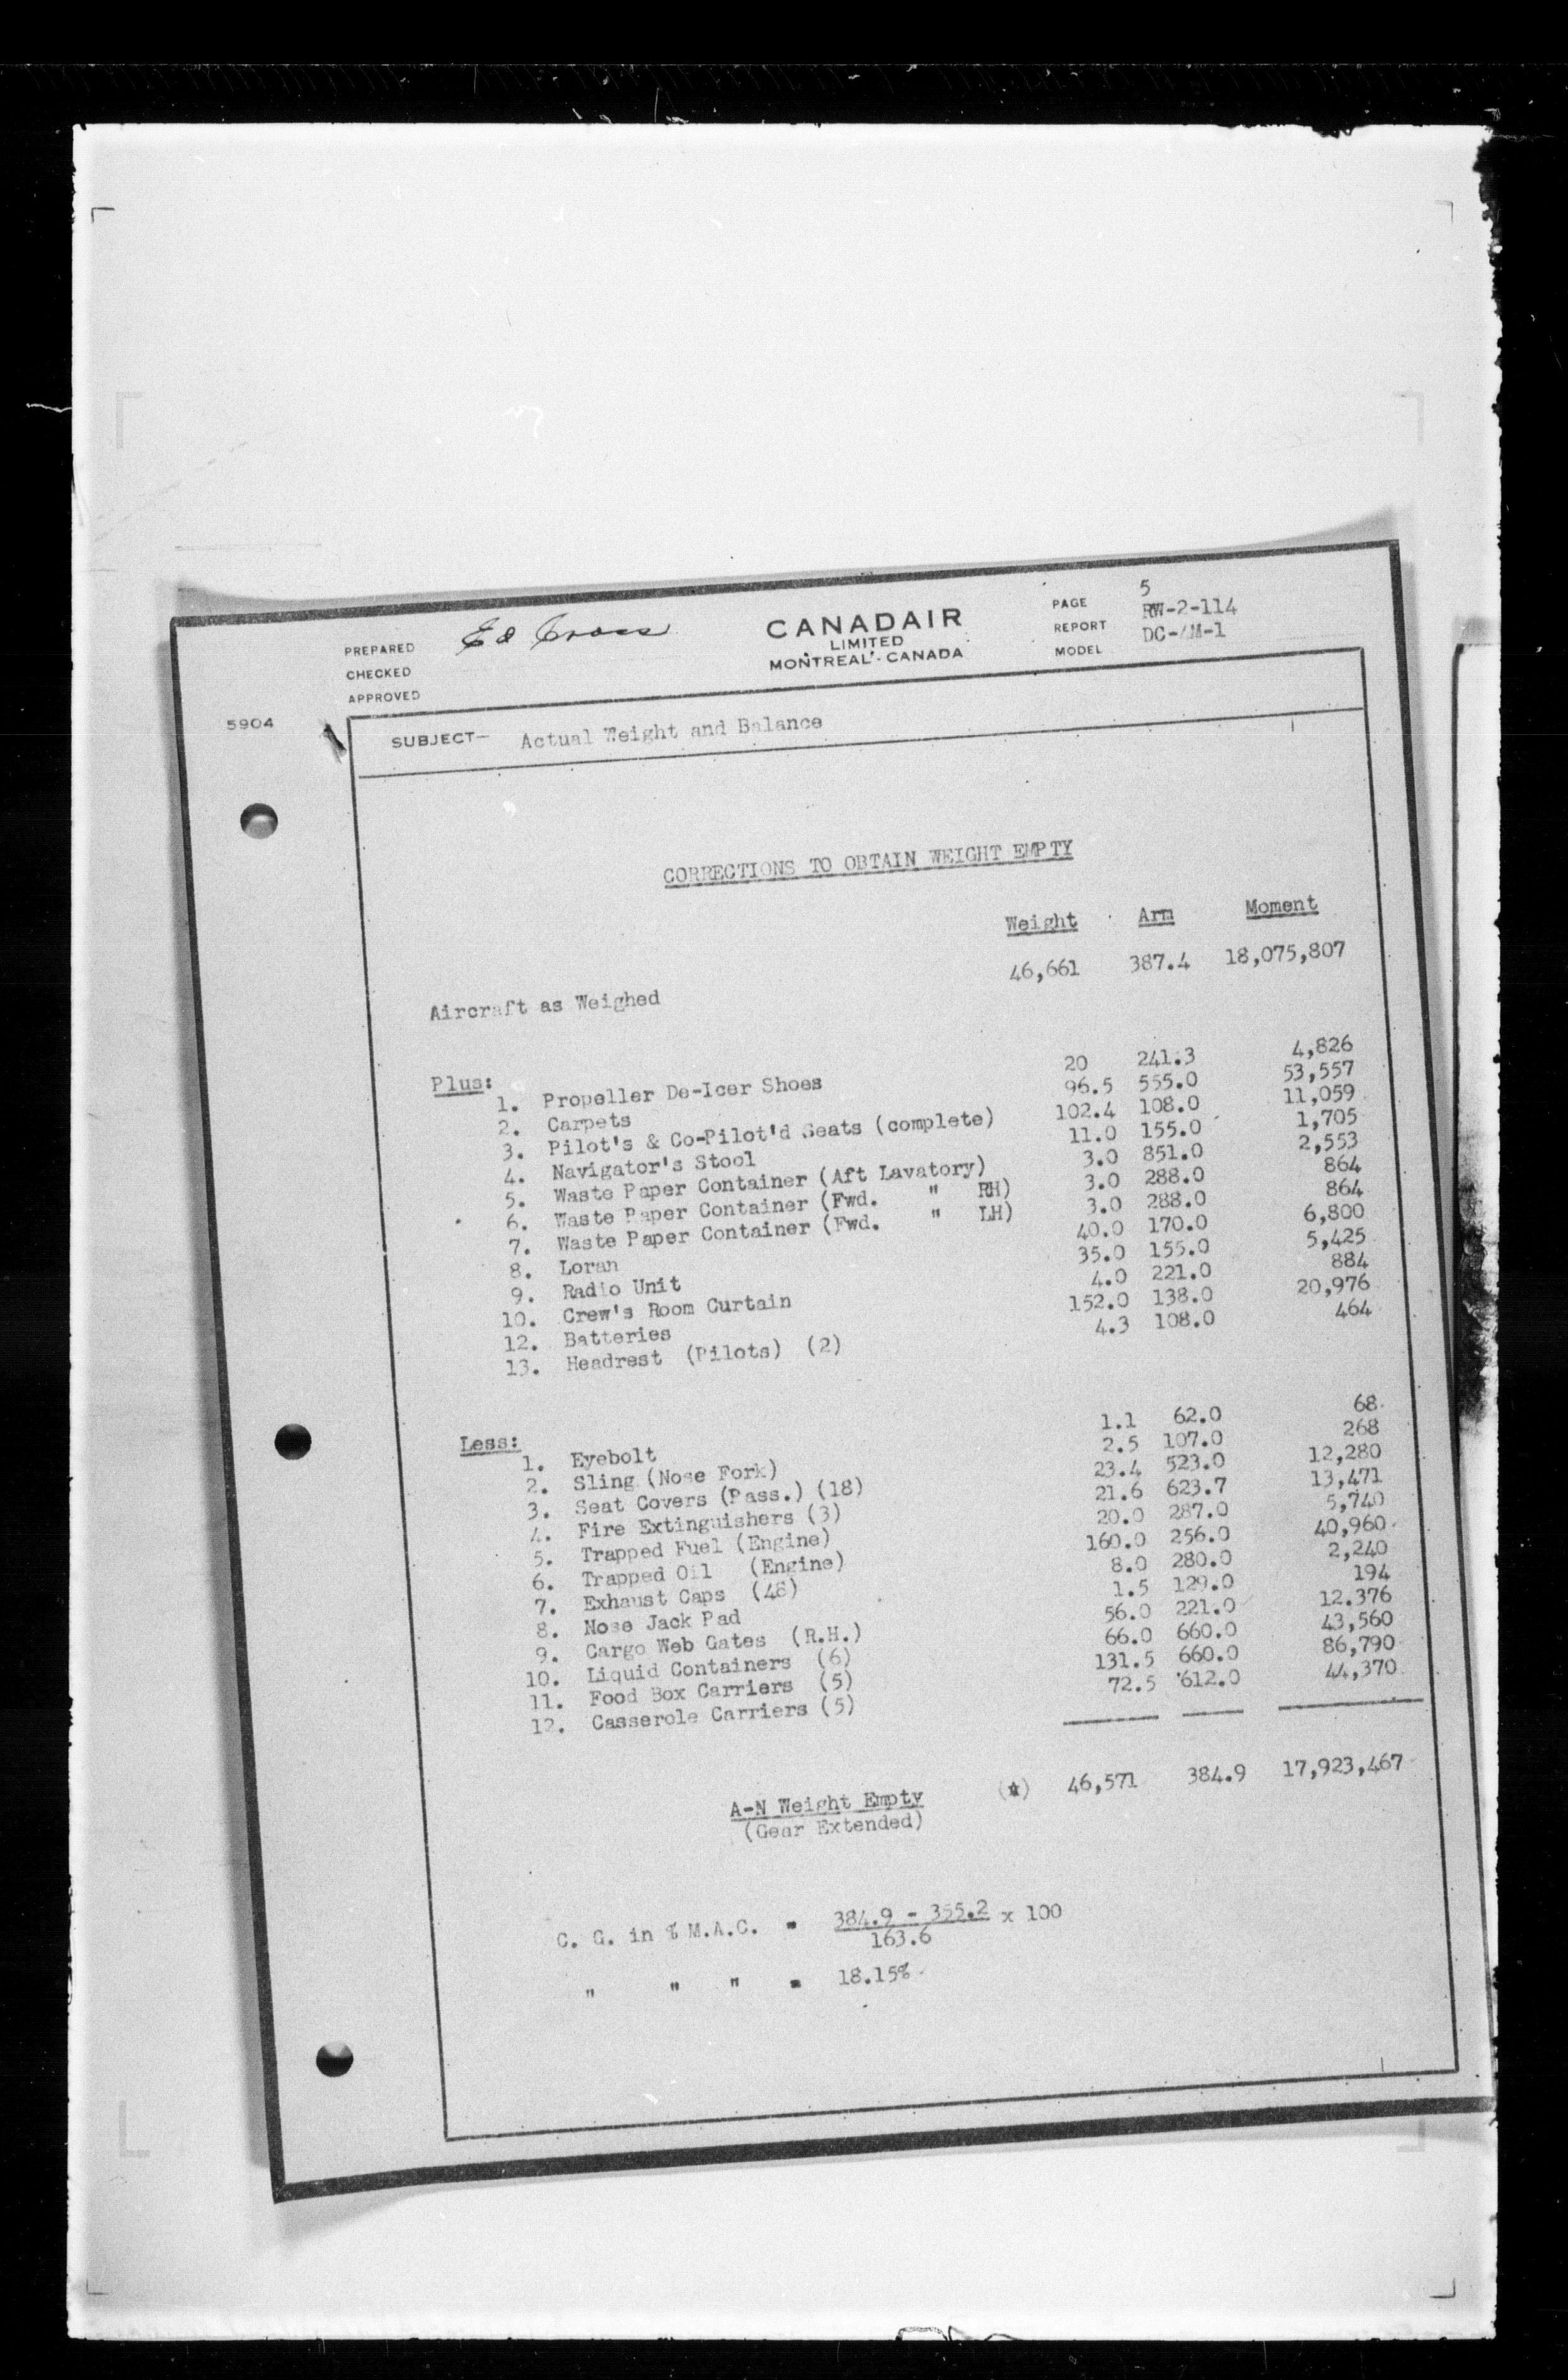 5
PAGE RW-2-114
REPORT DC-4M-1
MODEL
CANADAIR
LIMITED
MONTREAL - CANADA
PREPARED Ed Cross
CHECKED
APPROVED
5904
SUBJECT— Actual Weight and Balance
CORRECTIONS TO OBTAIN WEIGHT EMPTY
Weight Arm Moment
Aircraft as Weighed 46,661 387.4 18,075,807
Plus:
1. Propeller De-Icer Shoes 20 241.3 4,826
2. Carpets 96.5 555.0 53,557
3. Pilot's & Co-Pilot'd Seats (complete) 102.4 108.0 11,059
4. Navigator's Stool 11.0 155.0 1,705
5. Waste Paper Container (Aft Lavatory) 3.0 851.0 2,553
6. Waste Paper Container (Fwd. " RH) 3.0 288.0 864
7. Waste Paper Container (Fwd. " LH) 3.0 288.0 864
8. Loran 40.0 170.0 6,800
9. Radio Unit 35.0 155.0 5,425
10. Crew's Room Curtain 4.0 221.0 884
12. Batteries 152.0 138.0 20,976
13. Headrest (Pilots) (2) 4.3 108.0 464
Less:
1. Eyebolt 1.1 62.0 68
2. Sling (Nose Fork) 2.5 107.0 268
3. Seat Covers (Pass.) (18) 23.4 523.0 12,280
4. Fire Extinguishers (3) 21.6 623.7 13,471
5. Trapped Fuel (Engine) 20.0 287.0 5,740
6. Trapped Oil (Engine) 160.0 256.0 40,960
7. Exhaust Caps (48) 8.0 280.0 2,240
8. Nose Jack Pad 1.5 129.0 194
9. Cargo Web Gates (R.H.) 56.0 221.0 12.376
10. Liquid Containers (6) 66.0 660.0 43,560
11. Food Box Carriers (5) 131.5 660.0 86,790
12. Casserole Carriers (5) 72.5 612.0 44,370
A-N Weight Empty (*) 46,571 384.9 17,923,467
(Gear Extended)
C. G. in % M.A.C. = 384.9 - 355.2 x 100
163.6
" " " = 18.15%